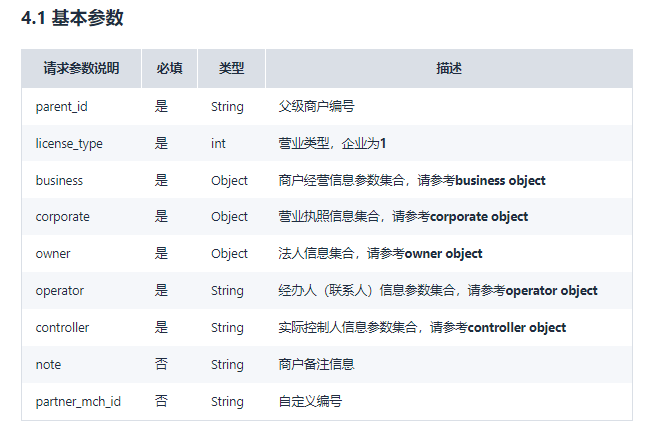 4.1 基本参数
请求参数说明 必填 类型 描述
parent_id 是 String 父级商户编号
license_type 是 int 营业类型，企业为1
business 是 Object 商户经营信息参数集合，请参考business object
corporate 是 Object 营业执照信息集合，请参考corporate object
owner 是 Object 法人信息集合，请参考owner object
operator 是 String 经办人（联系人）信息参数集合，请参考operator object
controller 是 String 实际控制人信息参数集合，请参考controller object
note 否 String 商户备注信息
partner_mch_id 否 String 自定义编号